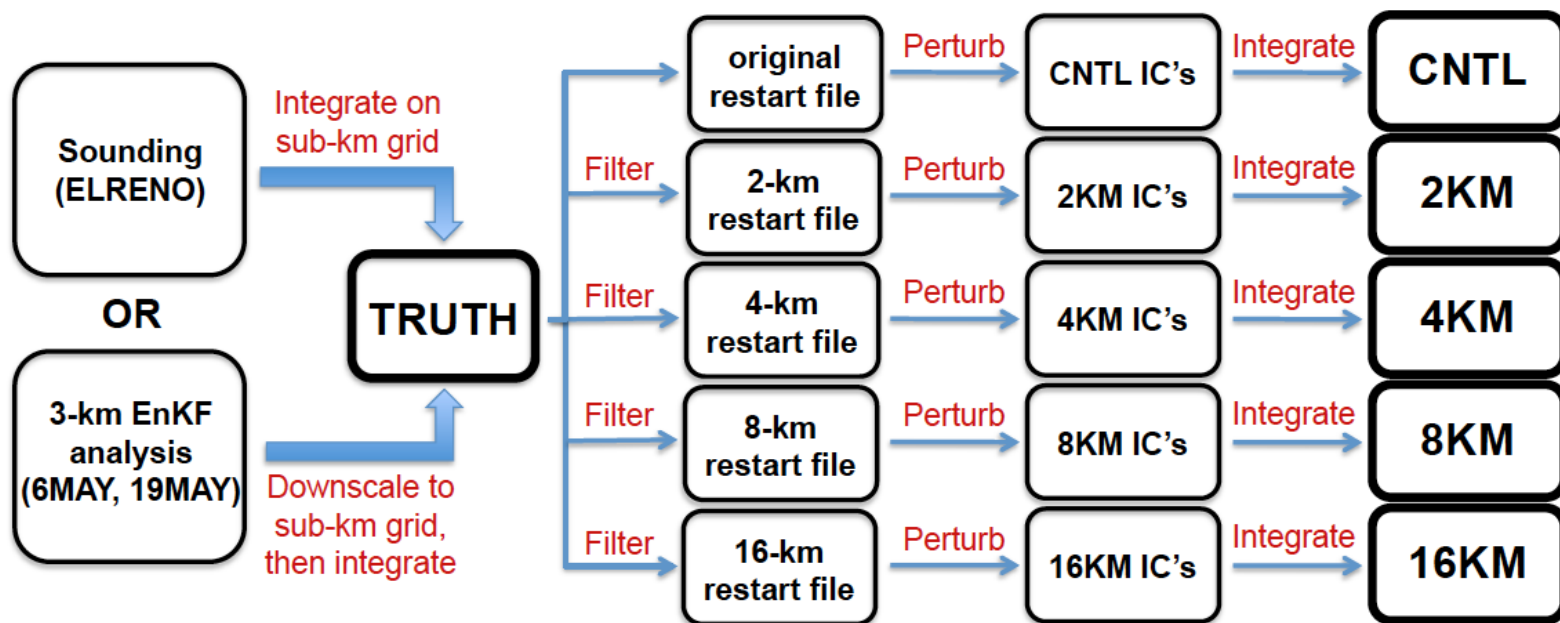 Sounding
(ELRENO)
OR
3-km EnKF
analysis
(6MAY, 19MAY)
Integrate on
sub-km grid
Downscale to
sub-km grid,
then integrate
TRUTH
original
restart file
Perturb
CNTL IC's
Integrate
CNTL
Filter
2-km
restart file
Perturb
2KM IC's
Integrate
2KM
Filter
4-km
restart file
Perturb
4KM IC's
Integrate
4KM
Filter
8-km
restart file
Perturb
8KM IC's
Integrate
8KM
Filter
16-km
restart file
Perturb
16KM IC's
Integrate
16KM